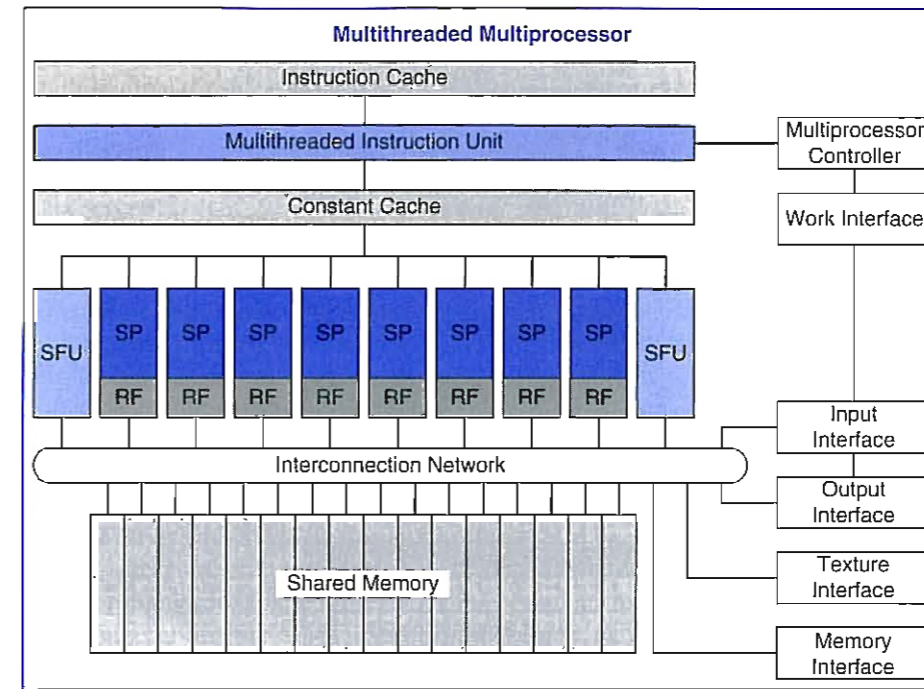 Multithreaded Multiprocessor
Instruction Cache
Multithreaded Instruction Unit
Multiprocessor
Controller
Constant Cache
Work Interface
SFU
SP SP SP SP SP SP SP SP
SFU
RF RF RF RF RF RF RF RF
Input
Interface
Interconnection Network
Output
Interface
Texture
Interface
Shared Memory
Memory
Interface